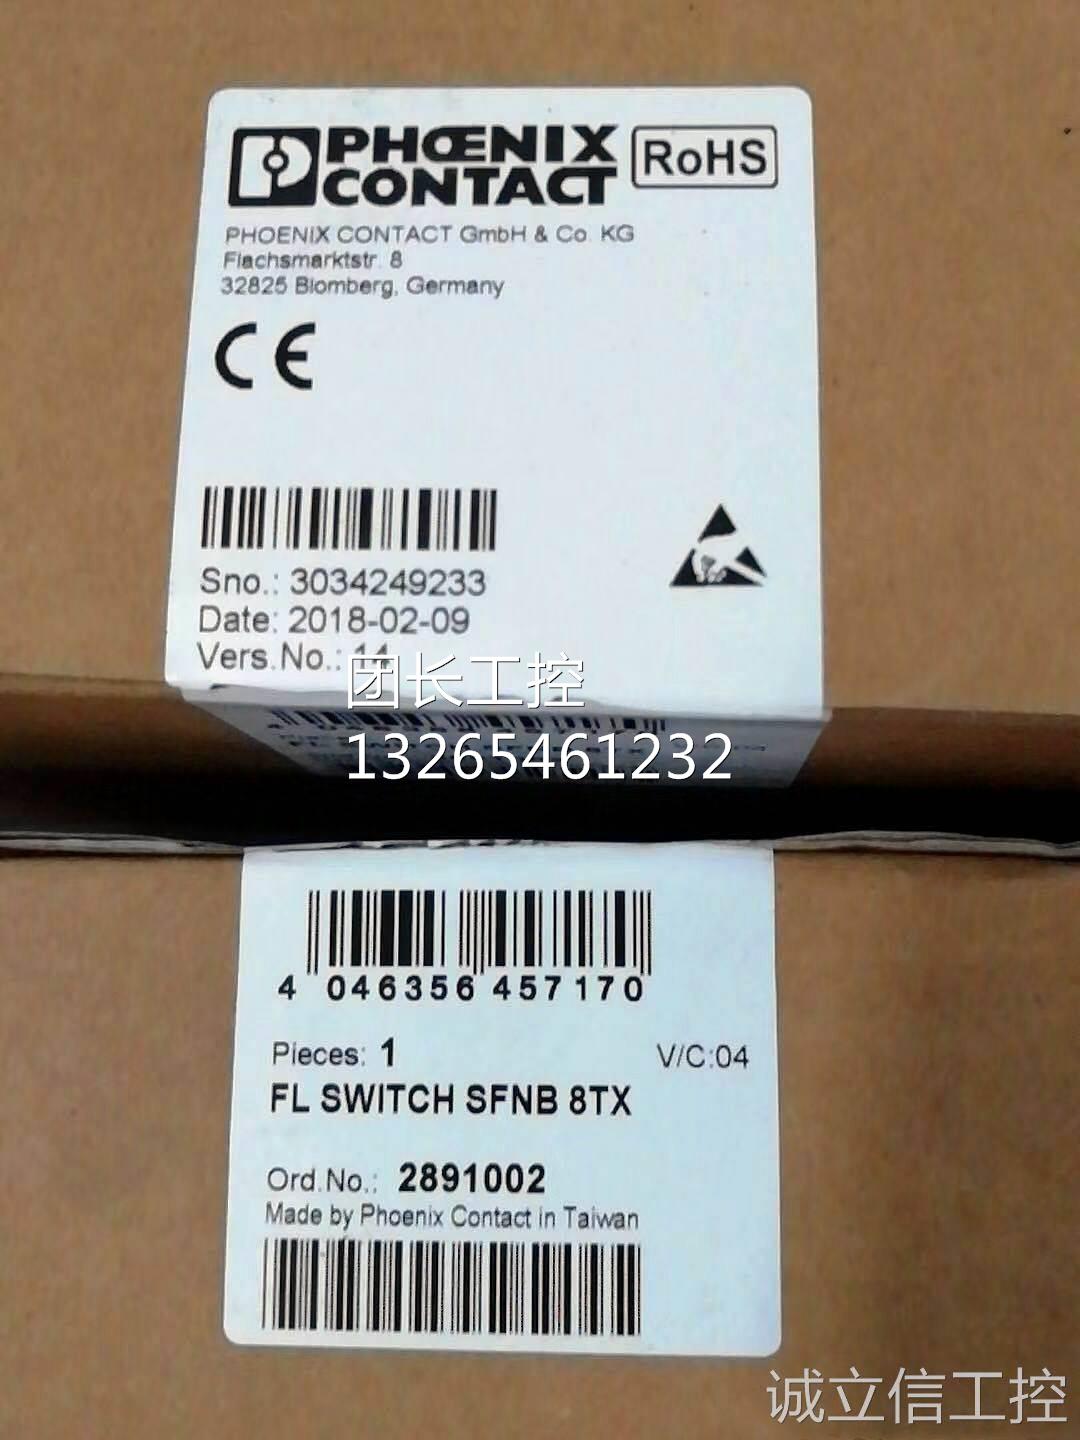 PHŒNIX
CONTACT
RoHS
PHOENIX CONTACT GmbH & Co. KG
Flachsmarktstr. 8
32825 Blomberg, Germany
CE
Sno.: 3034249233
Date: 2018-02-09
Vers.No.: 14
团长工控
13265461232
4 046356 457170
Pieces: 1
V/C:04
FL SWITCH SFNB 8TX
Ord.No.: 2891002
Made by Phoenix Contact in Taiwan
诚立信工控